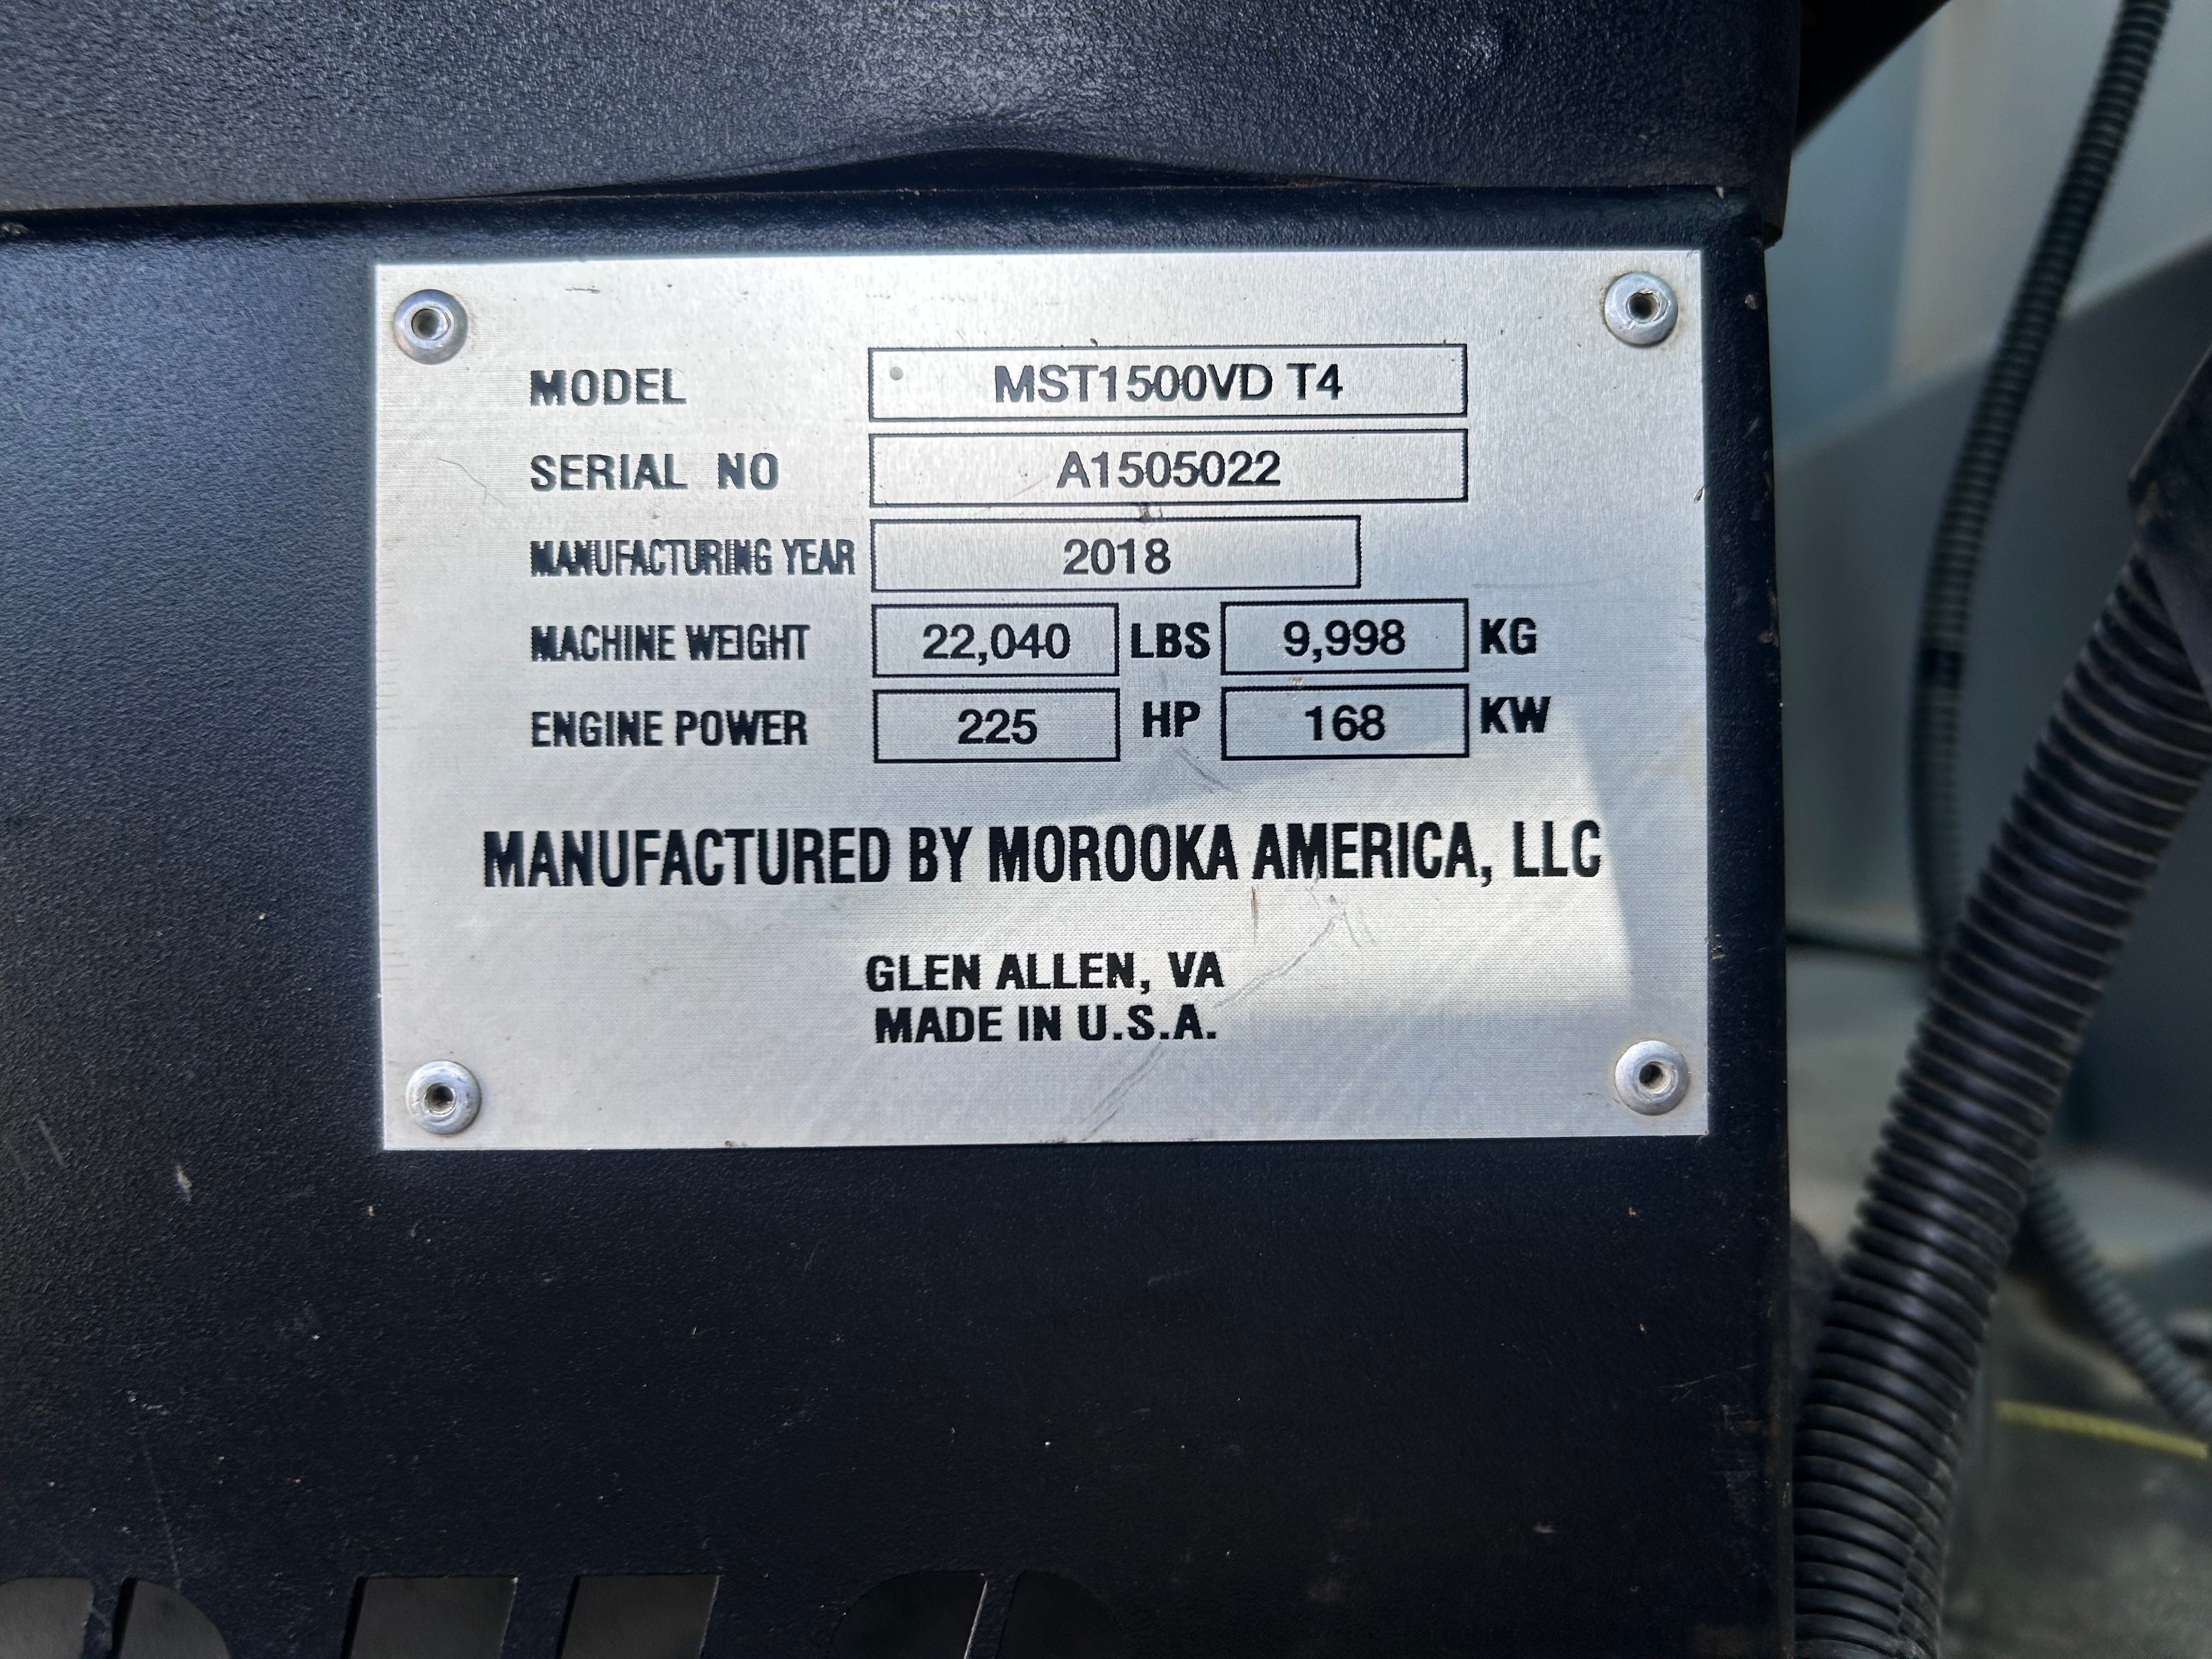 MODEL MST1500VD T4
SERIAL NO A1505022
MANUFACTURING YEAR 2018
MACHINE WEIGHT 22,040 LBS 9,998 KG
ENGINE POWER 225 HP 168 KW
MANUFACTURED BY MOROOKA AMERICA, LLC
GLEN ALLEN, VA
MADE IN U.S.A.